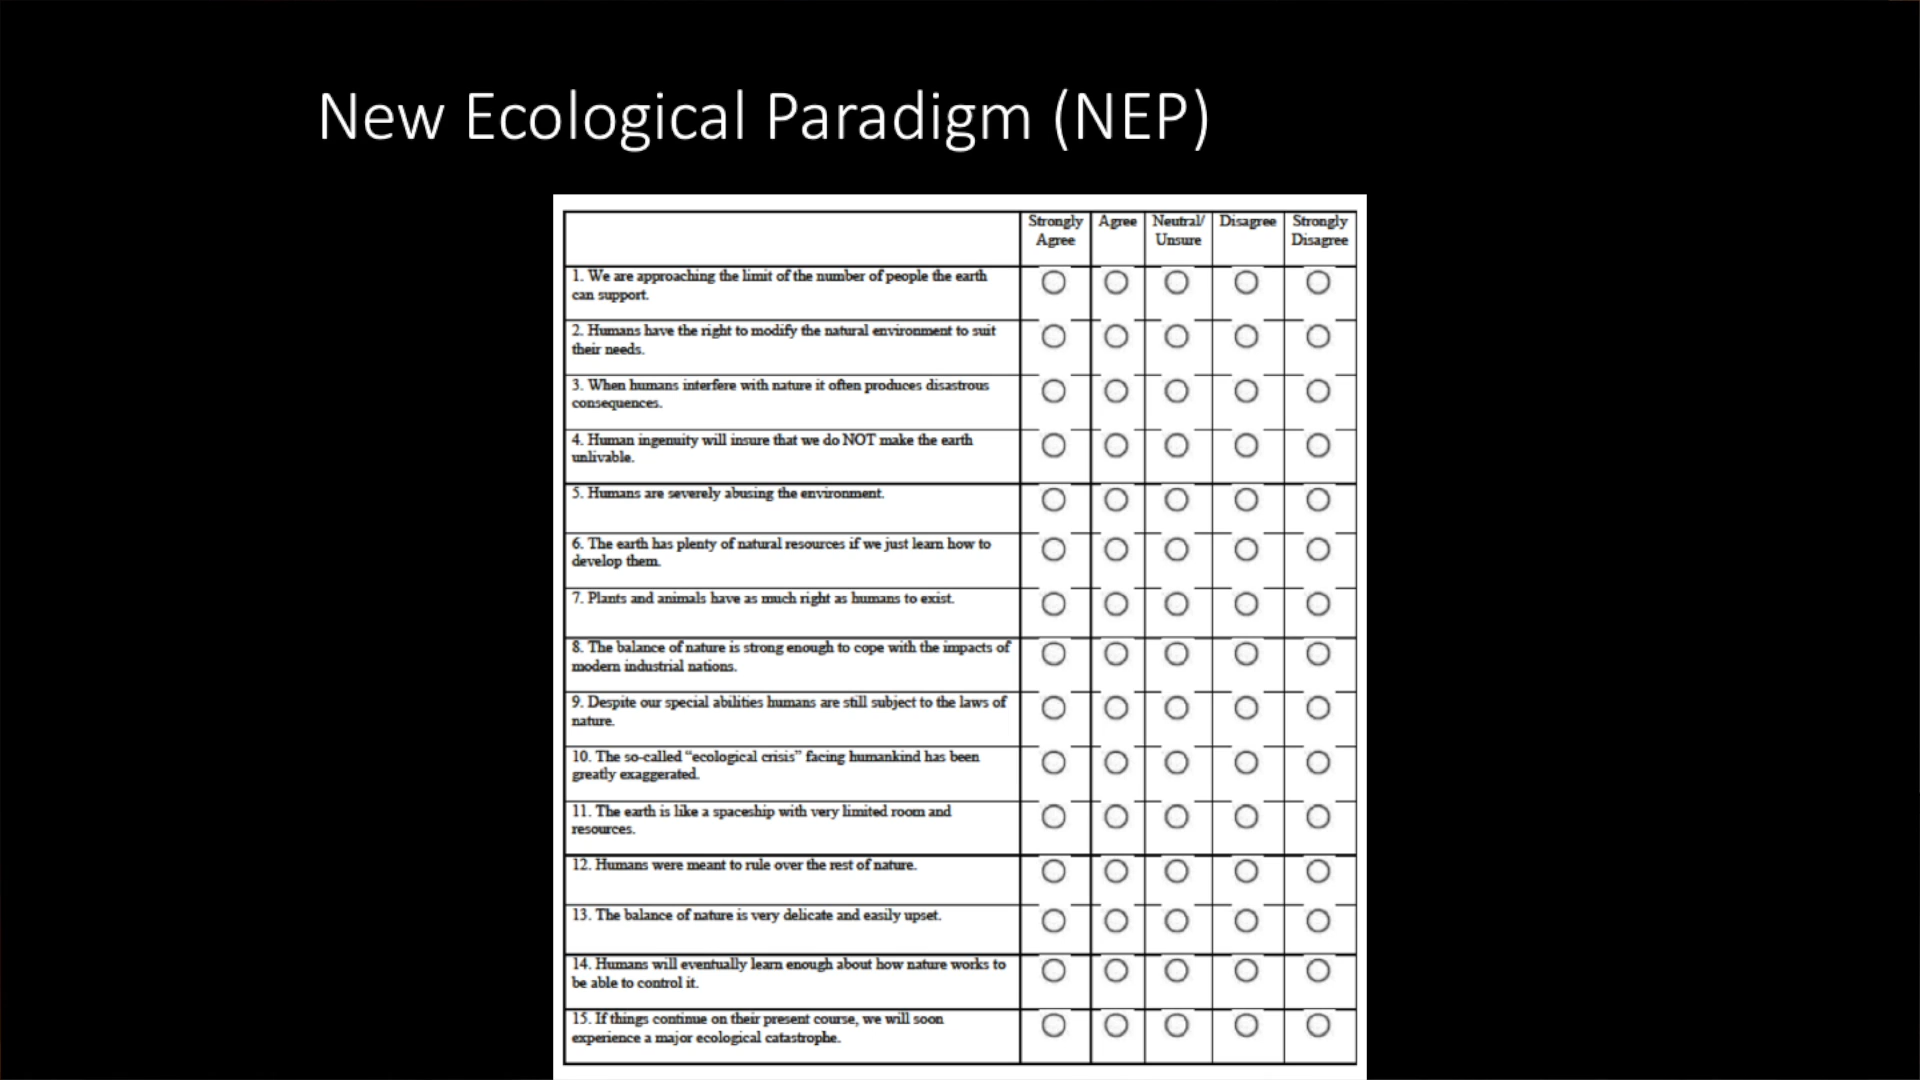 New Ecological Paradigm (NEP)
Strongly Agree Neutral/ Disagree Strongly
Agree Unsure Disagree
1. We are approaching the limit of the number of people the earth
can support.
2. Humans have the right to modify the natural environment to suit
their needs.
3. When humans interfere with nature it often produces disastrous
consequences.
4. Human ingenuity will insure that we do NOT make the earth
unlivable.
5. Humans are severely abusing the environment.
6. The earth has plenty of natural resources if we just learn how to
develop them.
7. Plants and animals have as much right as humans to exist.
8. The balance of nature is strong enough to cope with the impacts of
modern industrial nations.
9. Despite our special abilities humans are still subject to the laws of
nature.
10. The so-called “ecological crisis” facing humankind has been
greatly exaggerated.
11. The earth is like a spaceship with very limited room and
resources.
12. Humans were meant to rule over the rest of nature.
13. The balance of nature is very delicate and easily upset.
14. Humans will eventually learn enough about how nature works to
be able to control it.
15. If things continue on their present course, we will soon
experience a major ecological catastrophe.